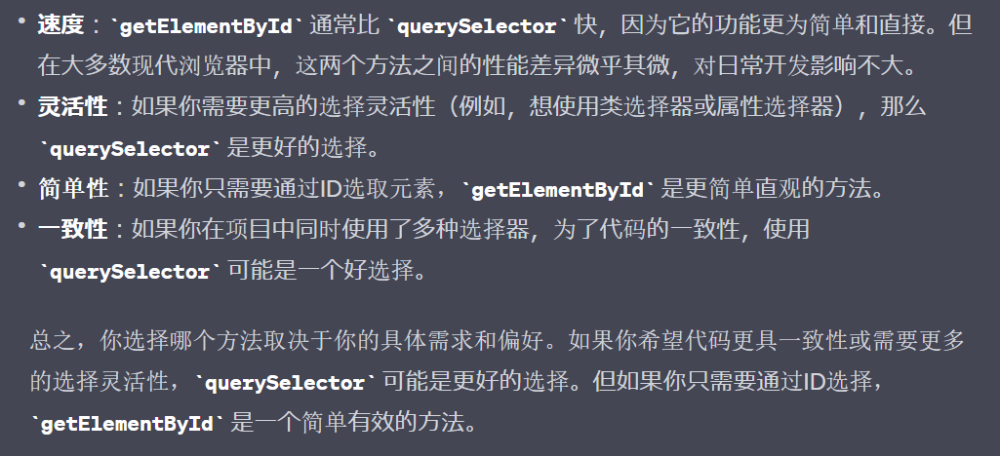 • 速度：`getElementById` 通常比 `querySelector` 快，因为它的功能更为简单和直接。但
在大多数现代浏览器中，这两个方法之间的性能差异微乎其微，对日常开发影响不大。
• 灵活性：如果你需要更高的选择灵活性（例如，想使用类选择器或属性选择器），那么
`querySelector` 是更好的选择。
• 简单性：如果你只需要通过ID选取元素，`getElementById` 是更简单直观的方法。
• 一致性：如果你在项目中同时使用了多种选择器，为了代码的一致性，使用
`querySelector` 可能是一个好选择。
总之，你选择哪个方法取决于你的具体需求和偏好。如果你希望代码更具一致性或需要更多
的选择灵活性，`querySelector` 可能是更好的选择。但如果你只需要通过ID选择，
`getElementById` 是一个简单有效的方法。